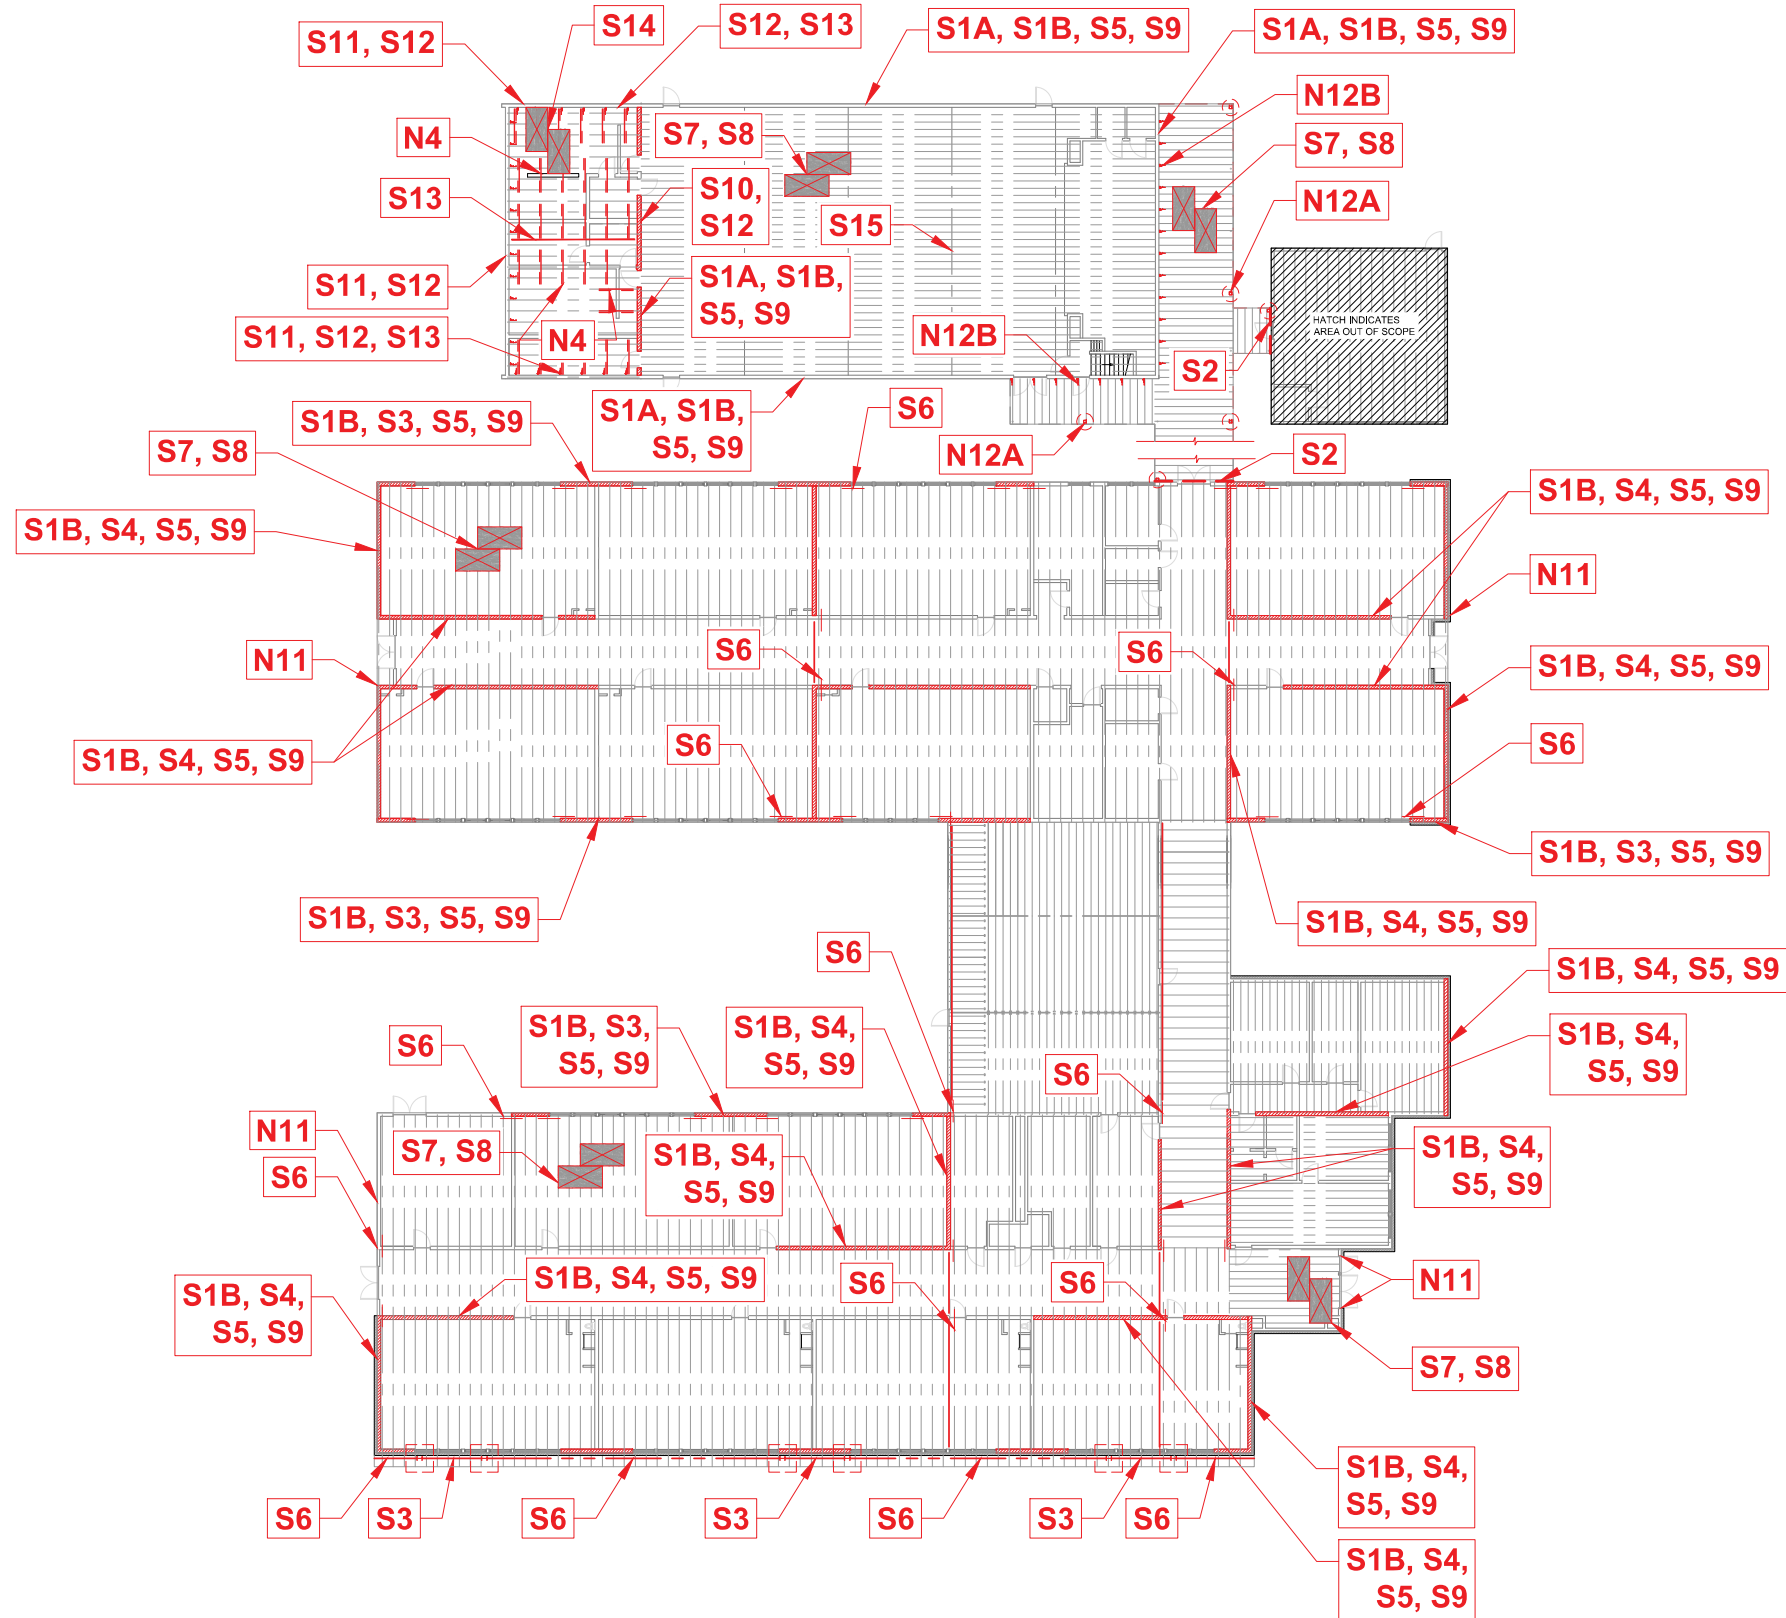 S14
S12, S13
S1A, S1B, S5, S9
S1A, S1B, S5, S9
S11, S12
N12B
N4
S7, S8
S7, S8
S13
S10,
S12
S15
N12A
S11, S12
S1A, S1B,
S5, S9
HATCH INDICATES
AREA OUT OF SCOPE
S11, S12, S13
N4
N12B
S2
S1B, S3, S5, S9
S1A, S1B,
S5, S9
S6
S7, S8
N12A
S2
S1B, S4, S5, S9
S1B, S4, S5, S9
N11
N11
S6
S6
S1B, S4, S5, S9
S1B, S4, S5, S9
S6
S6
S1B, S3, S5, S9
S1B, S3, S5, S9
S1B, S4, S5, S9
S6
S1B, S4, S5, S9
S6
S1B, S3,
S5, S9
S1B, S4,
S5, S9
S1B, S4,
S5, S9
S6
N11
S7, S8
S1B, S4,
S5, S9
S1B, S4,
S5, S9
S6
S1B, S4, S5, S9
S6
S6
N11
S1B, S4,
S5, S9
S7, S8
S1B, S4,
S5, S9
S6
S3
S6
S3
S6
S3
S6
S1B, S4,
S5, S9